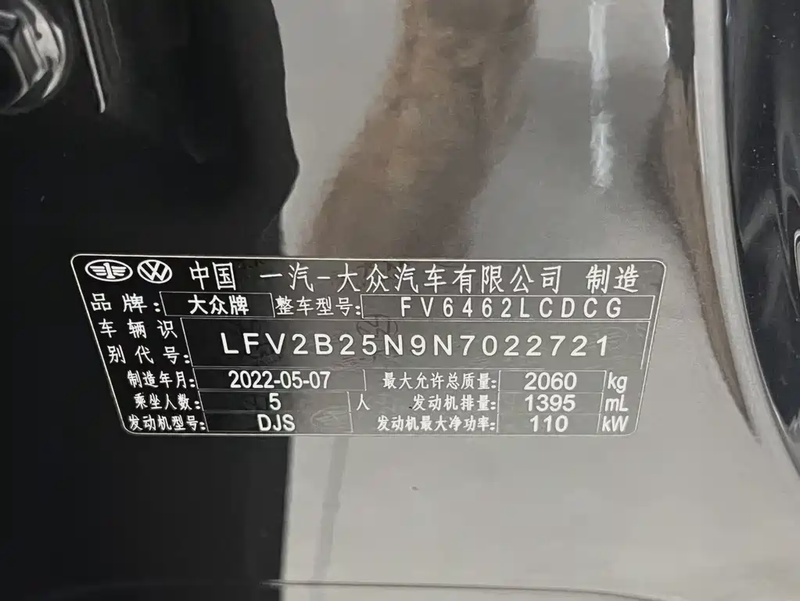 中国 一汽-大众汽车有限公司 制造
品牌: 大众牌 整车型号: FV6462LCDCG
车辆识别代号: LFV2B25N9N7022721
制造年月: 2022-05-07 最大允许总质量: 2060 kg
乘坐人数: 5 人 发动机排量: 1395 mL
发动机型号: DJS 发动机最大净功率: 110 kW